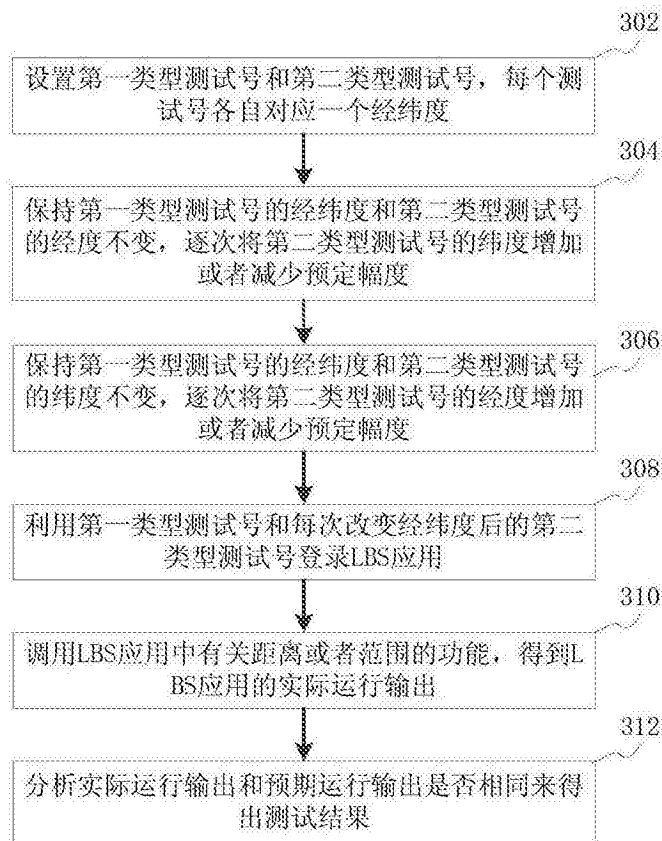 302
设置第一类型测试号和第二类型测试号，每个测
试号各自对应一个经纬度
304
保持第一类型测试号的经纬度和第二类型测试号
的经度不变，逐次将第二类型测试号的纬度增加
或者减少预定幅度
306
保持第一类型测试号的经纬度和第二类型测试号
的纬度不变，逐次将第二类型测试号的经度增加
或者减少预定幅度
308
利用第一类型测试号和每次改变经纬度后的第二
类型测试号登录LBS应用
310
调用LBS应用中有关距离或者范围的功能，得到L
BS应用的实际运行输出
312
分析实际运行输出和预期运行输出是否相同来得
出测试结果